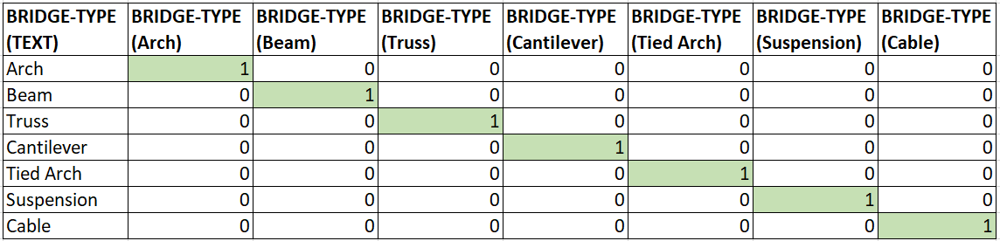 BRIDGE-TYPE (TEXT) BRIDGE-TYPE (Arch) BRIDGE-TYPE (Beam) BRIDGE-TYPE (Truss) BRIDGE-TYPE (Cantilever) BRIDGE-TYPE (Tied Arch) BRIDGE-TYPE (Suspension) BRIDGE-TYPE (Cable)
Arch 1 0 0 0 0 0 0
Beam 0 1 0 0 0 0 0
Truss 0 0 1 0 0 0 0
Cantilever 0 0 0 1 0 0 0
Tied Arch 0 0 0 0 1 0 0
Suspension 0 0 0 0 0 1 0
Cable 0 0 0 0 0 0 1